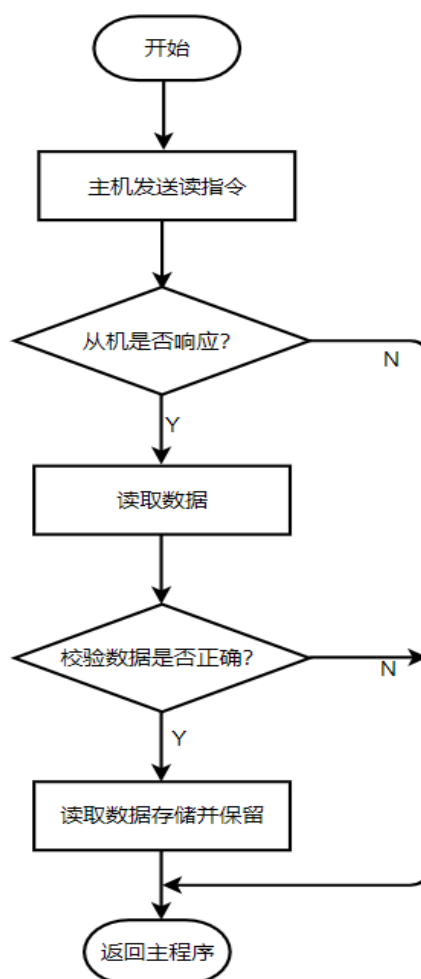 开始
主机发送读指令
从机是否响应?
N
Y
读取数据
校验数据是否正确?
N
Y
读取数据存储并保留
返回主程序